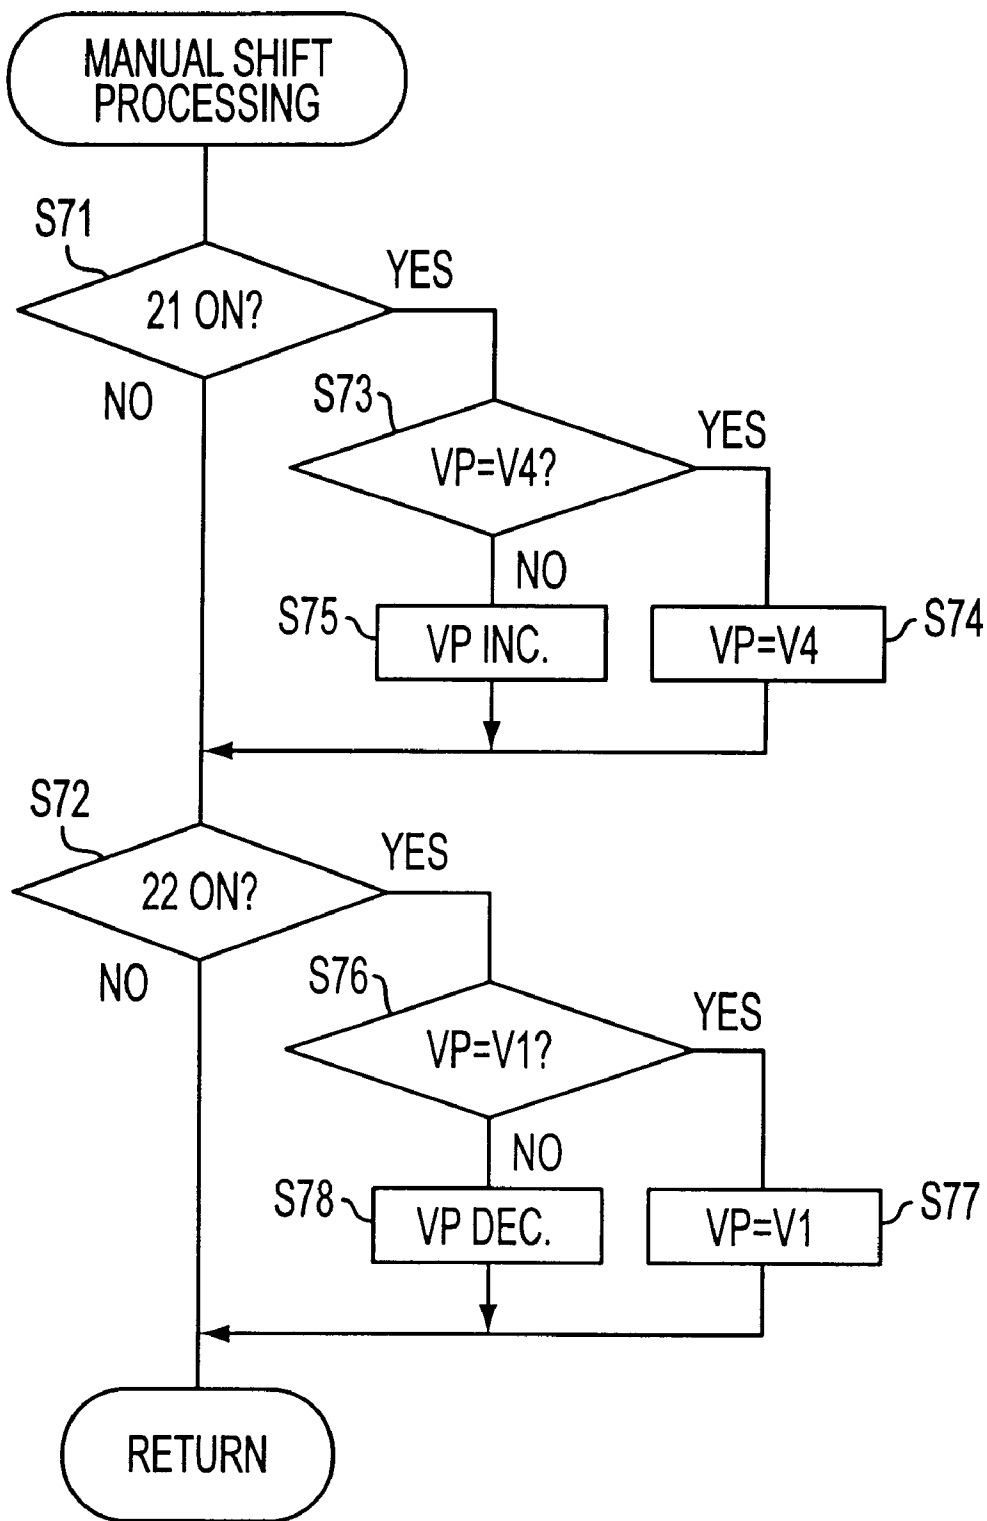 MANUAL SHIFT
PROCESSING
S71
21 ON?
YES
NO
S73
VP=V4?
YES
NO
S75
VP INC.
VP=V4
S74
S72
22 ON?
YES
NO
S76
VP=V1?
YES
NO
S78
VP DEC.
VP=V1
S77
RETURN